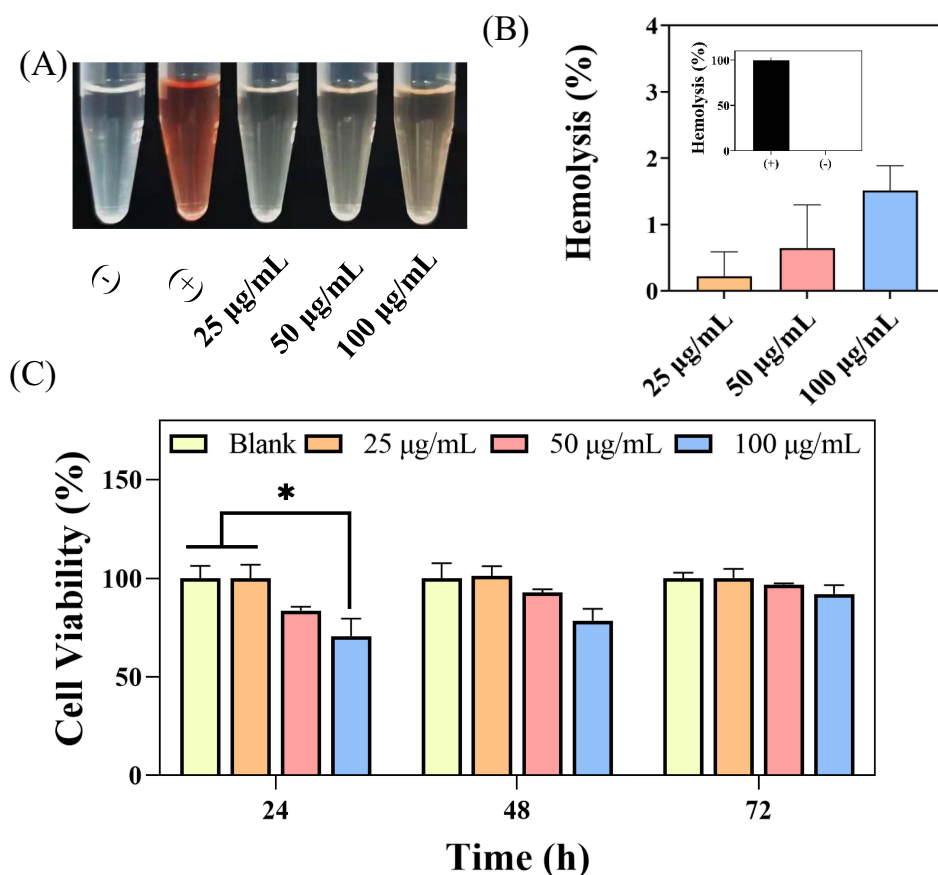 (A)
(-)
(+)
25 μg/mL
50 μg/mL
100 μg/mL
(B)
Hemolysis (%)
4
3
2
1
0
Hemolysis (%)
100
50
0
(+)
(-)
25 μg/mL
50 μg/mL
100 μg/mL
(C)
Cell Viability (%)
150
100
50
0
Blank
25 μg/mL
50 μg/mL
100 μg/mL
*
24
48
72
Time (h)